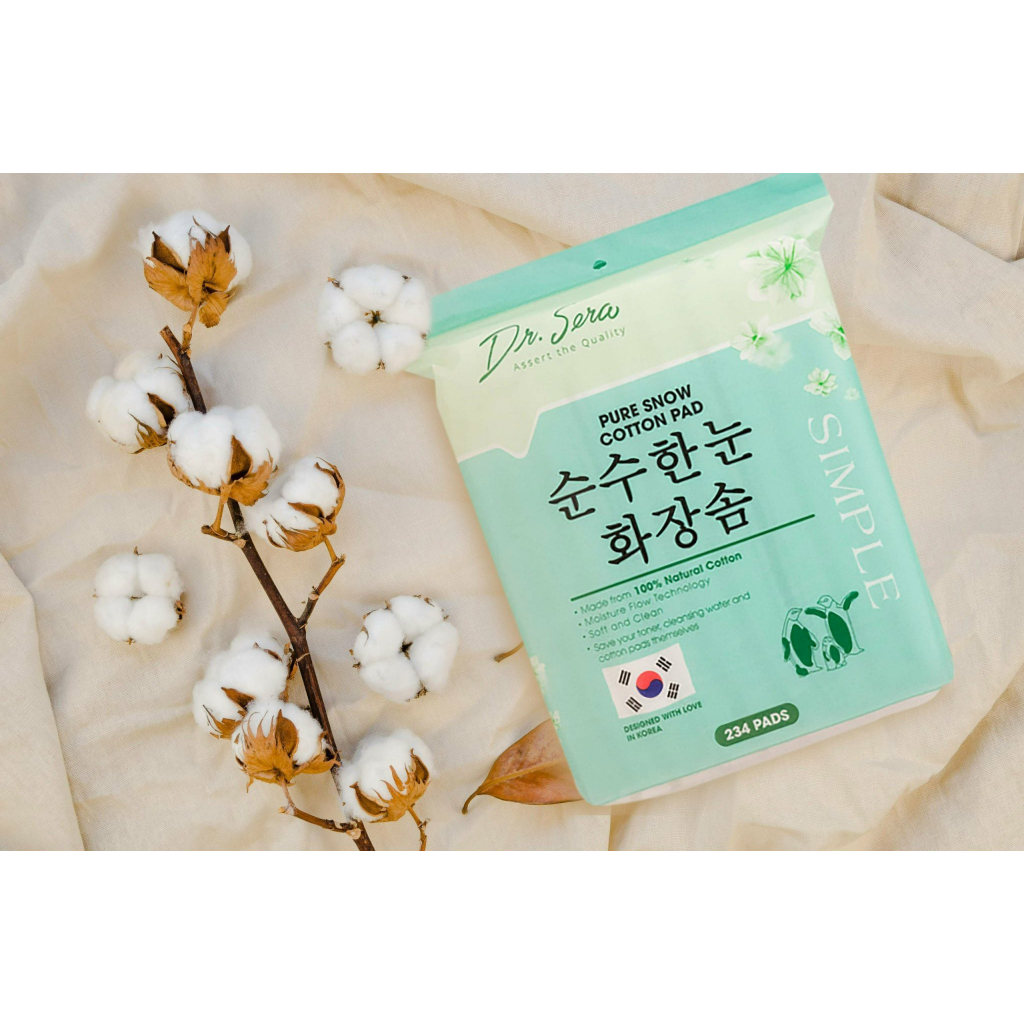 Dr. Sera
Assert the Quality
PURE SNOW
COTTON PAD
순수한눈
화장솜
SIMPLE
• Made from 100% Natural Cotton
• Moisture Flow Technology
• Soft and Clean
• Save your toner, cleansing water and
cotton pads themselves
DESIGNED WITH LOVE
IN KOREA
234 PADS